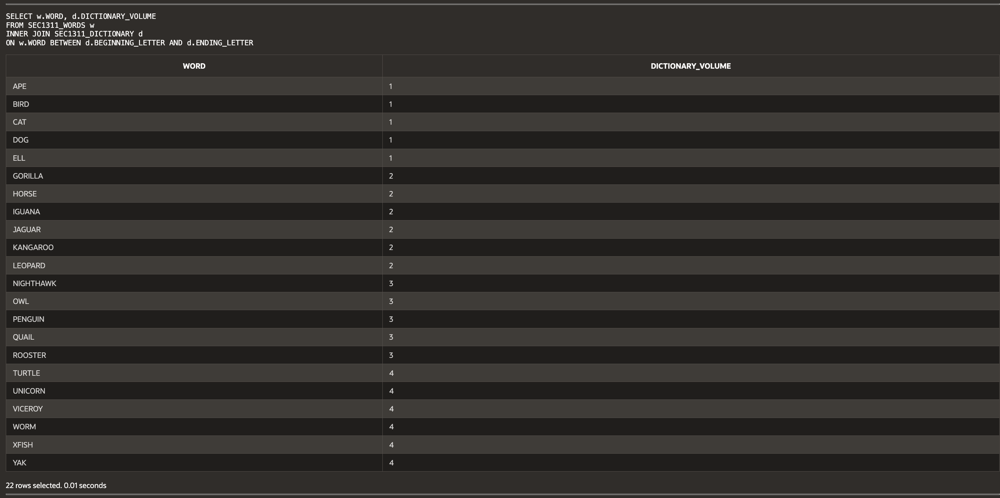 SELECT w.WORD, d.DICTIONARY_VOLUME
FROM SEC1311_WORDS w
INNER JOIN SEC1311_DICTIONARY d
ON w.WORD BETWEEN d.BEGINNING_LETTER AND d.ENDING_LETTER
WORD DICTIONARY_VOLUME
APE 1
BIRD 1
CAT 1
DOG 1
ELL 1
GORILLA 2
HORSE 2
IGUANA 2
JAGUAR 2
KANGAROO 2
LEOPARD 2
NIGHTHAWK 3
OWL 3
PENGUIN 3
QUAIL 3
ROOSTER 3
TURTLE 4
UNICORN 4
VICEROY 4
WORM 4
XFISH 4
YAK 4
22 rows selected. 0.01 seconds